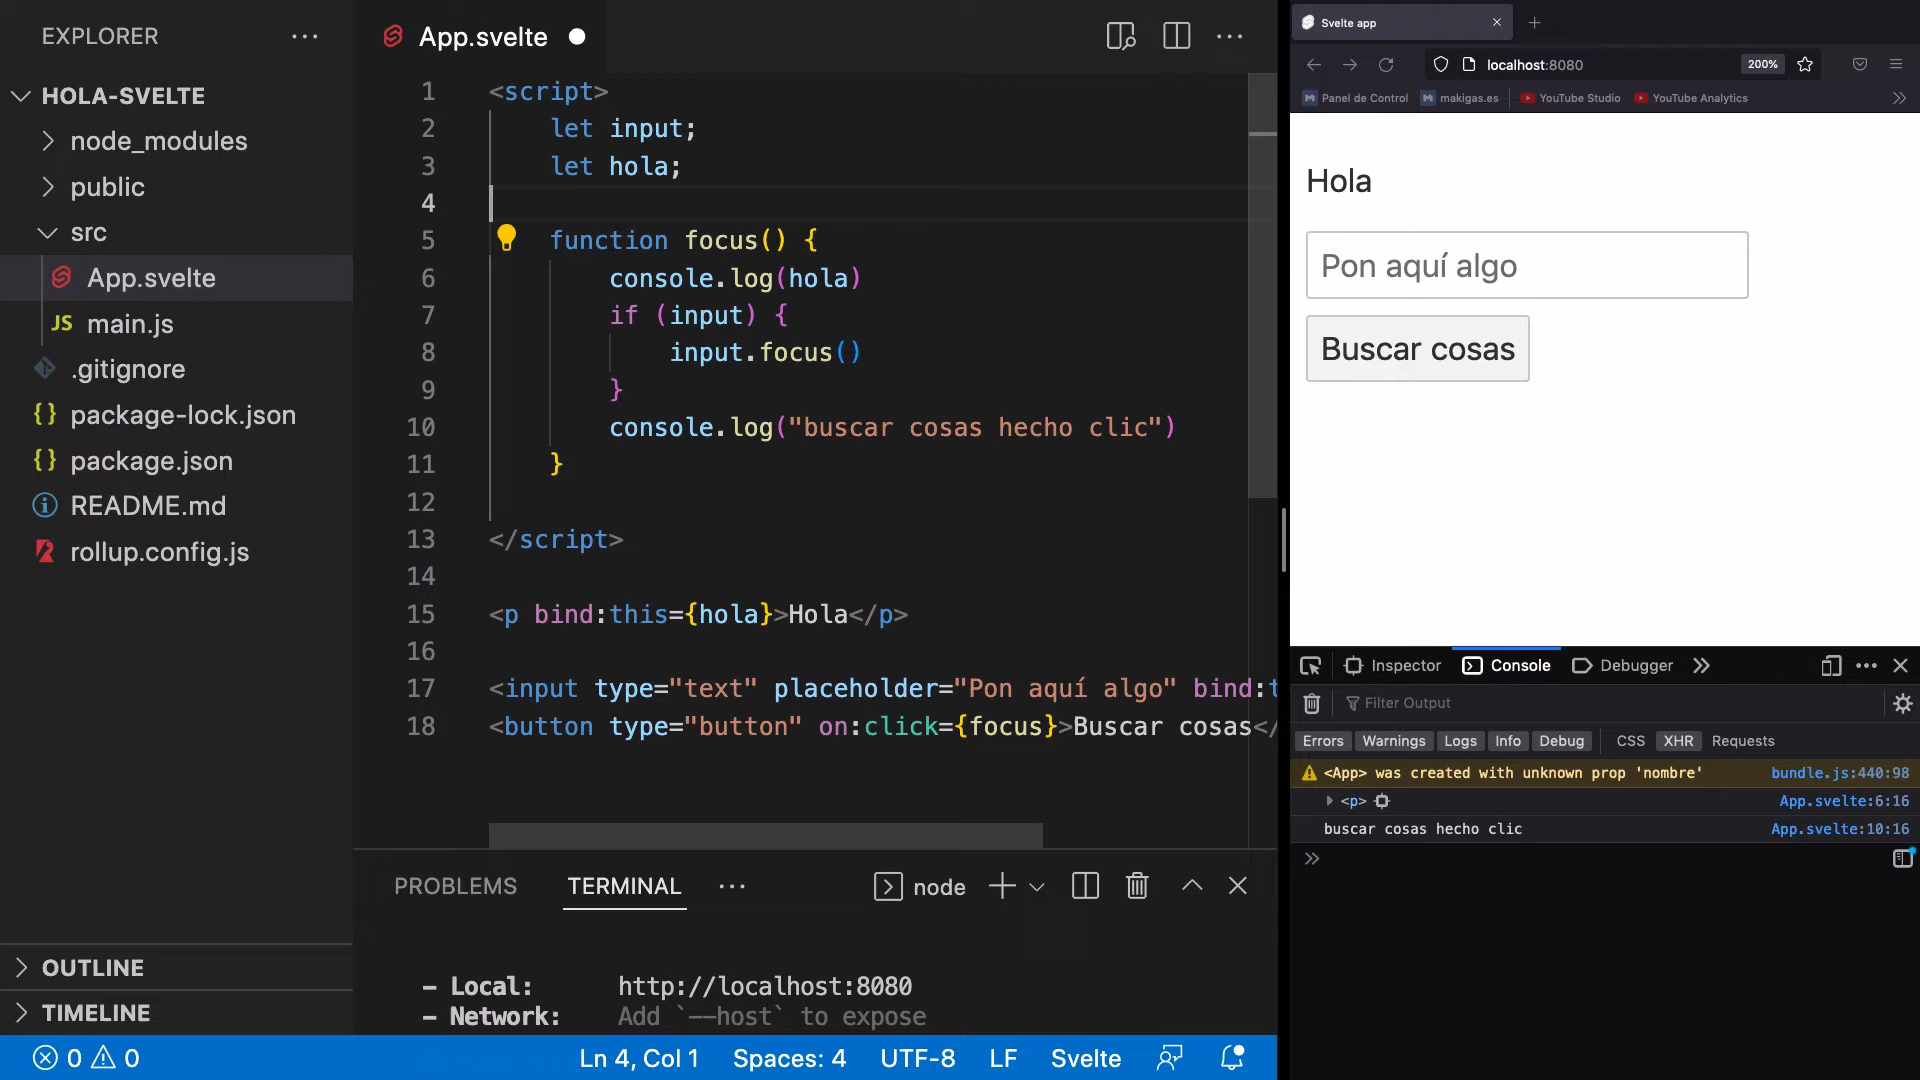 EXPLORER
HOLA-SVELTE
node_modules
public
src
App.svelte
main.js
.gitignore
package-lock.json
package.json
README.md
rollup.config.js
OUTLINE
TIMELINE
App.svelte
1 <script>
2 let input;
3 let hola;
4
5 function focus() {
6 console.log(hola)
7 if (input) {
8 input.focus()
9 }
10 console.log("buscar cosas hecho clic")
11 }
12
13 </script>
14
15 <p bind:this={hola}>Hola</p>
16
17 <input type="text" placeholder="Pon aquí algo" bind:t
18 <button type="button" on:click={focus}>Buscar cosas</
PROBLEMS TERMINAL node
– Local: http://localhost:8080
– Network: Add `--host` to expose
0 0 Ln 4, Col 1 Spaces: 4 UTF-8 LF Svelte
Svelte app
localhost:8080 200%
Panel de Control makigas.es YouTube Studio YouTube Analytics
Hola
Pon aquí algo
Buscar cosas
Inspector Console Debugger
Filter Output
Errors Warnings Logs Info Debug CSS XHR Requests
<App> was created with unknown prop 'nombre' bundle.js:440:98
<p> App.svelte:6:16
buscar cosas hecho clic App.svelte:10:16